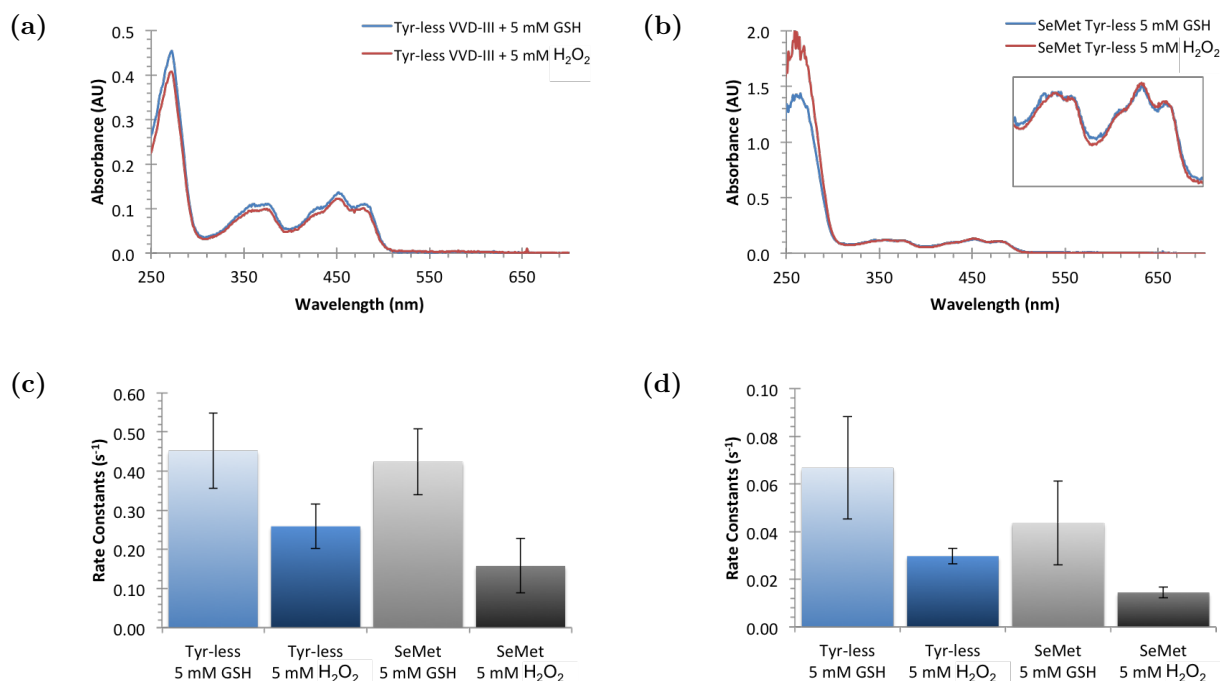 (a)
Tyr-less VVD-III + 5 mM GSH
Tyr-less VVD-III + 5 mM H₂O₂
0.5
0.4
0.3
0.2
0.1
0.0
Absorbance (AU)
250 350 450 550 650
Wavelength (nm)
(b)
SeMet Tyr-less 5 mM GSH
SeMet Tyr-less 5 mM H₂O₂
2.0
1.5
1.0
0.5
0.0
Absorbance (AU)
250 350 450 550 650
Wavelength (nm)
(c)
0.60
0.50
0.40
0.30
0.20
0.10
0.00
Rate Constants (s⁻¹)
Tyr-less Tyr-less SeMet SeMet
5 mM GSH 5 mM H₂O₂ 5 mM GSH 5 mM H₂O₂
(d)
0.10
0.08
0.06
0.04
0.02
0.00
Rate Constants (s⁻¹)
Tyr-less Tyr-less SeMet SeMet
5 mM GSH 5 mM H₂O₂ 5 mM GSH 5 mM H₂O₂